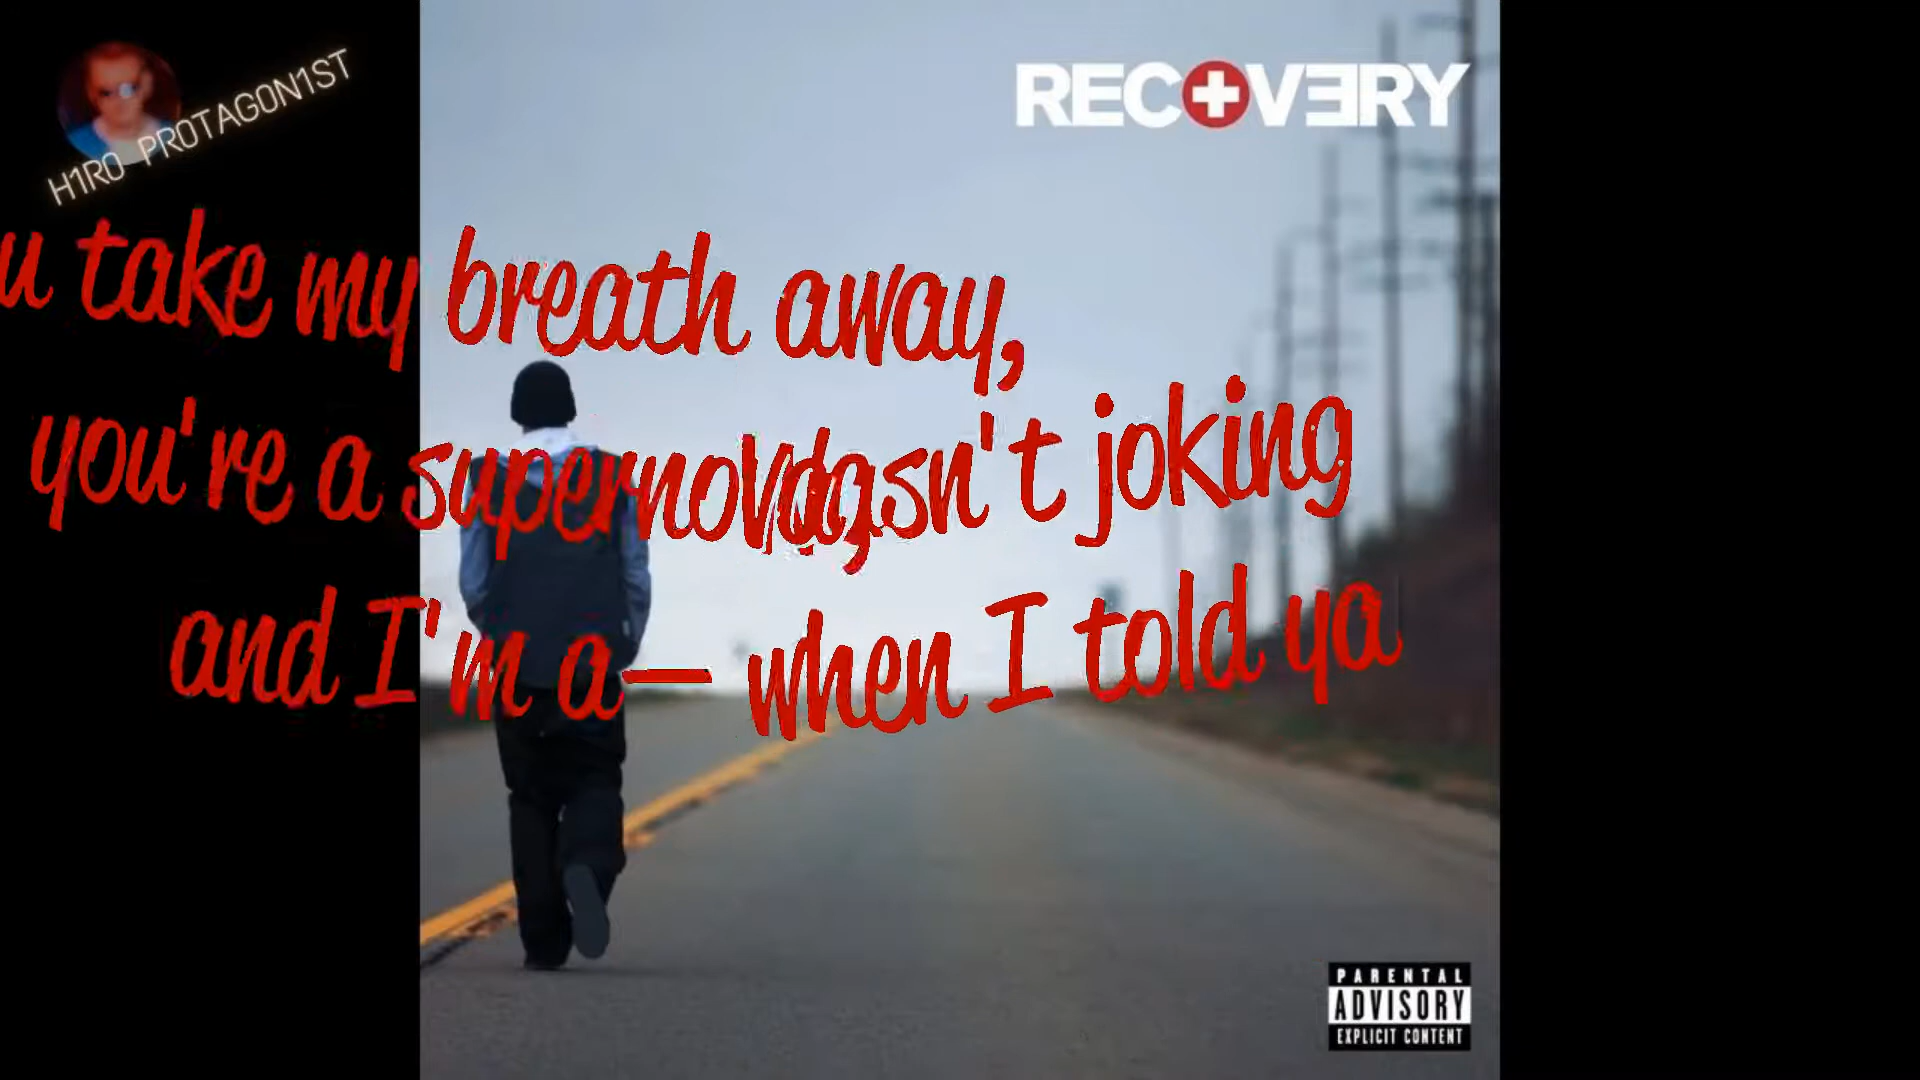 H1RO PR0TAG0N1ST
RECOVERY
u take my breath away,
you're a supernova,
and I'm a—
Wasn't joking
when I told ya
PARENTAL
ADVISORY
EXPLICIT CONTENT